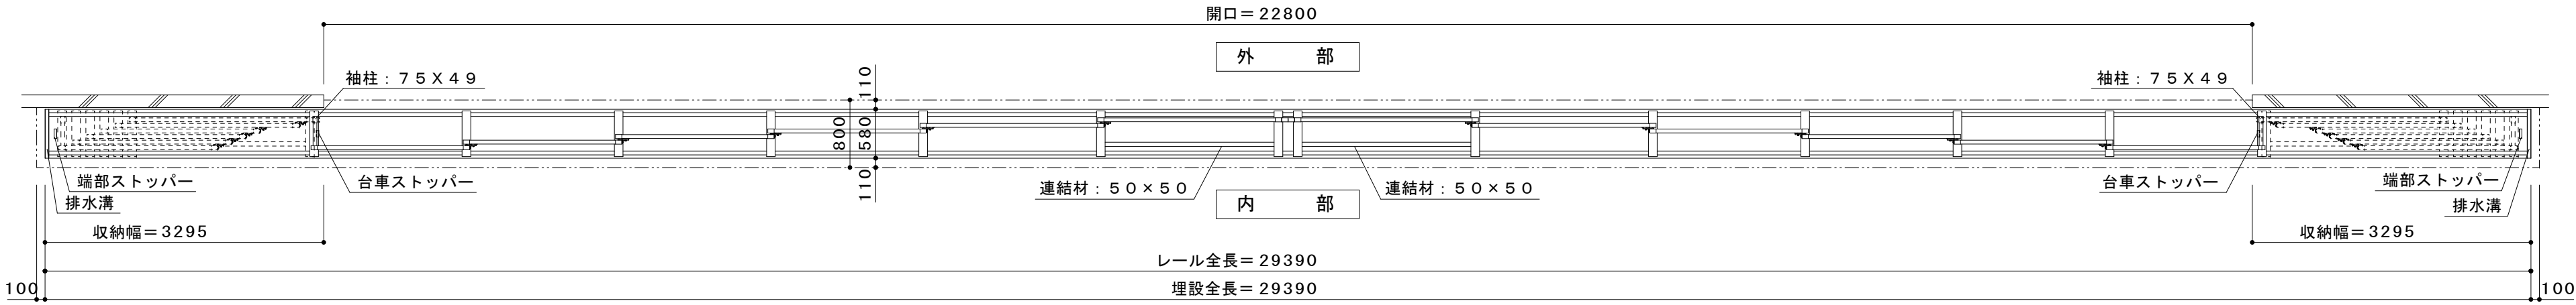 開口＝22800
外　部
袖柱：７５Ｘ４９
袖柱：７５Ｘ４９
110
800
580
110
端部ストッパー
台車ストッパー
連結材：５０×５０
連結材：５０×５０
台車ストッパー
端部ストッパー
排水溝
内　部
排水溝
収納幅＝3295
収納幅＝3295
レール全長＝29390
100
埋設全長＝29390
100